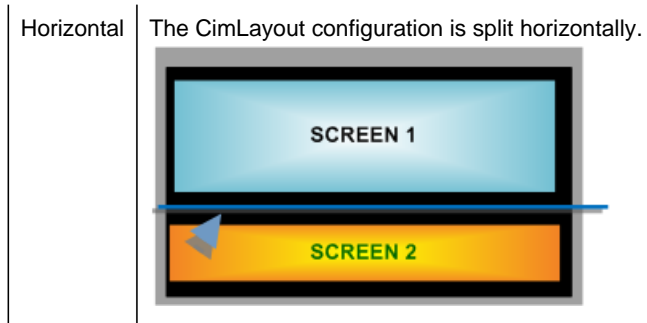 Horizontal
The CimLayout configuration is split horizontally.
SCREEN 1
SCREEN 2